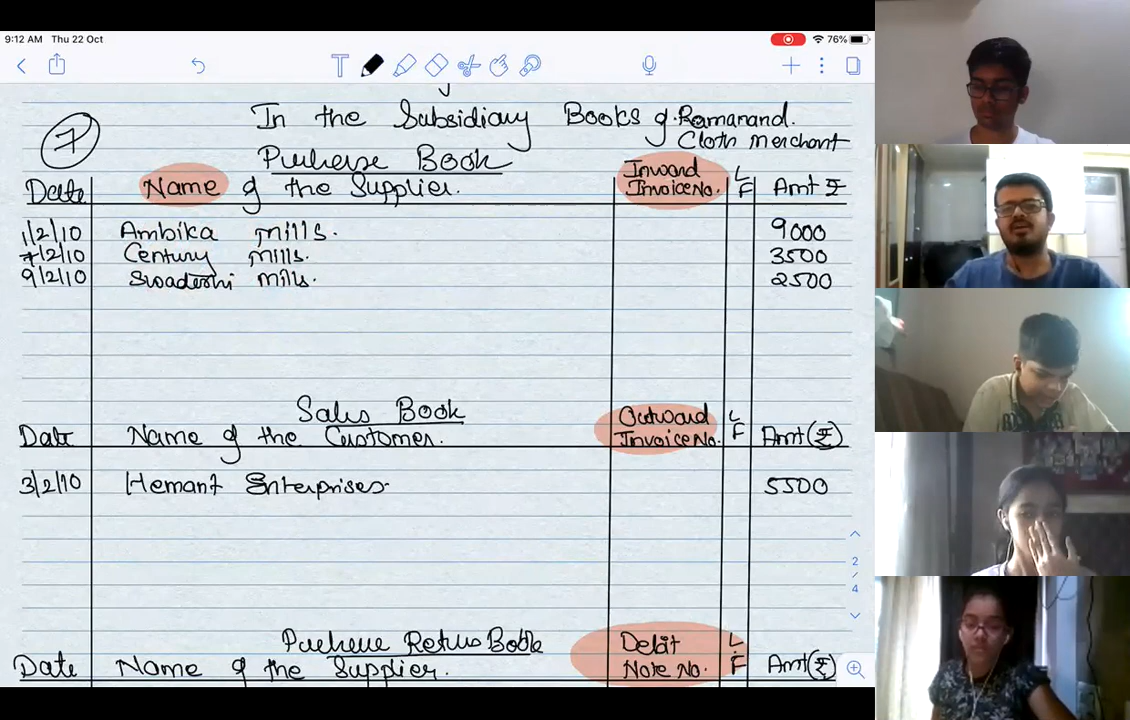 9:12 AM Thu 22 Oct
76%
T
In the Subsidiary Books of Ramanand
Cloth Merchant
7
Purchase Book
Date Name of the Supplier. Inward Invoice No. L F Amt ₹
1/2/10 Ambika Mills. 9000
7/2/10 Century Mills. 3500
9/2/10 Swadeshi Mills. 2500
Sales Book
Date Name of the Customer. Outward Invoice No. L F Amt (₹)
3/2/10 Hemant Enterprises 5500
2
/
4
Purchase Return Book
Date Name of the Supplier. Debit Note No. L.F Amt (₹)